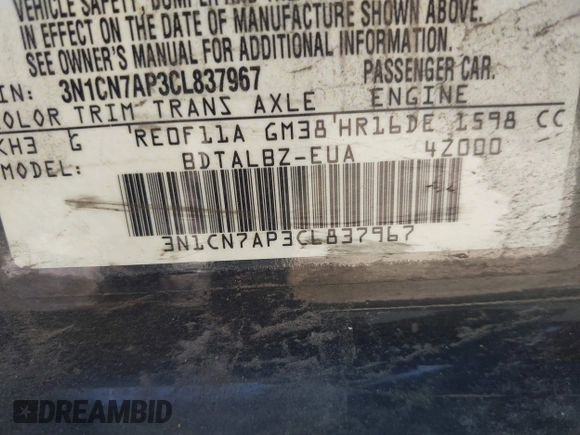 VEHICLE SAFETY, BUMPER AND
IN EFFECT ON THE DATE OF MANUFACTURE SHOWN ABOVE.
SEE OWNER'S MANUAL FOR ADDITIONAL INFORMATION
IN: 3N1CN7AP3CL837967 PASSENGER CAR.
COLOR TRIM TRANS AXLE ENGINE
KH3 G RE0F11A GM38 HR16DE 1598 CC
BDTALBZ-EUA 4Z000
3N1CN7AP3CL837967
DREAMBID